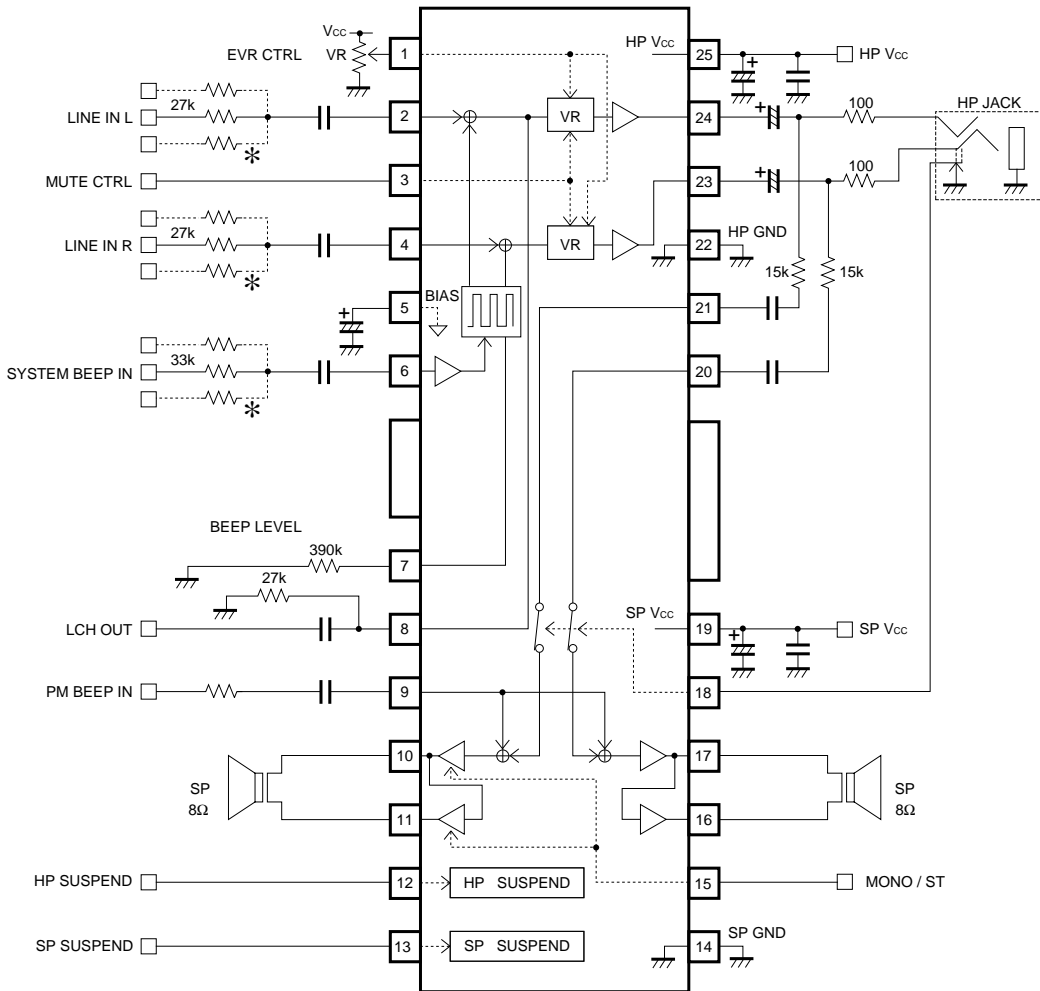 VCC
EVR CTRL
VR
1
HP VCC
25
HP VCC
27k
LINE IN L
*
2
VR
24
100
HP JACK
MUTE CTRL
3
23
100
27k
LINE IN R
*
4
VR
22
HP GND
15k
15k
5
BIAS
21
33k
SYSTEM BEEP IN
*
6
20
BEEP LEVEL
390k
7
27k
LCH OUT
8
SP VCC
19
SP VCC
PM BEEP IN
9
18
10
17
SP
8Ω
SP
8Ω
11
16
HP SUSPEND
12
HP SUSPEND
15
MONO / ST
SP SUSPEND
13
SP SUSPEND
14
SP GND